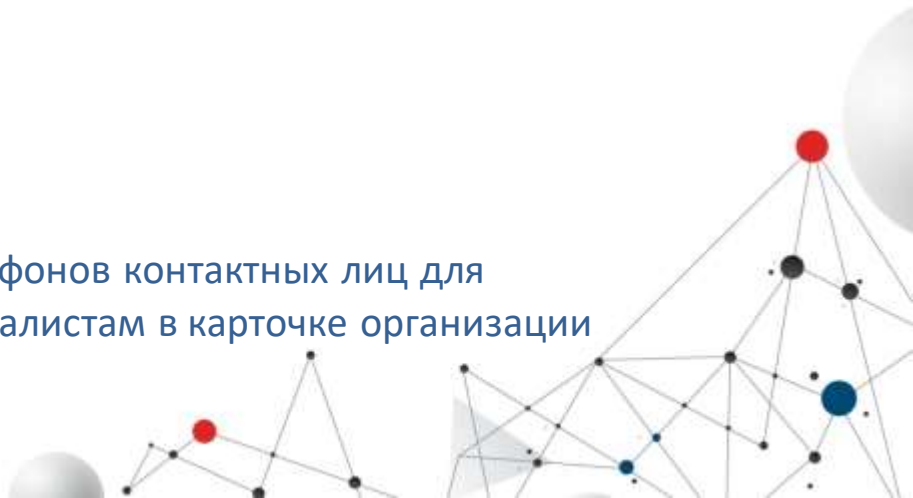 фонов контактных лиц для
алистам в карточке организации